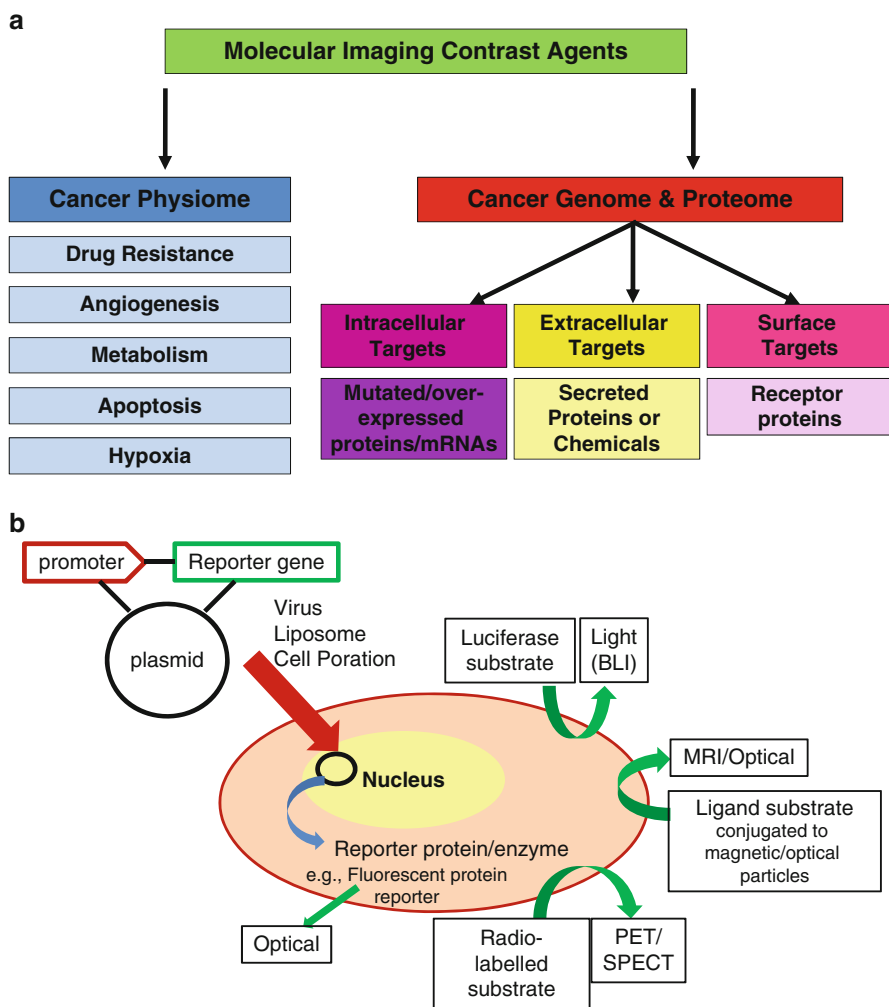 a
Molecular Imaging Contrast Agents
Cancer Physiome
Drug Resistance
Angiogenesis
Metabolism
Apoptosis
Hypoxia
Cancer Genome & Proteome
Intracellular
Targets
Mutated/over-
expressed
proteins/mRNAs
Extracellular
Targets
Secreted
Proteins or
Chemicals
Surface
Targets
Receptor
proteins
b
promoter
Reporter gene
plasmid
Virus
Liposome
Cell Poration
Nucleus
Reporter protein/enzyme
e.g., Fluorescent protein
reporter
Optical
Luciferase
substrate
Light
(BLI)
MRI/Optical
Ligand substrate
conjugated to
magnetic/optical
particles
Radio-
labelled
substrate
PET/
SPECT